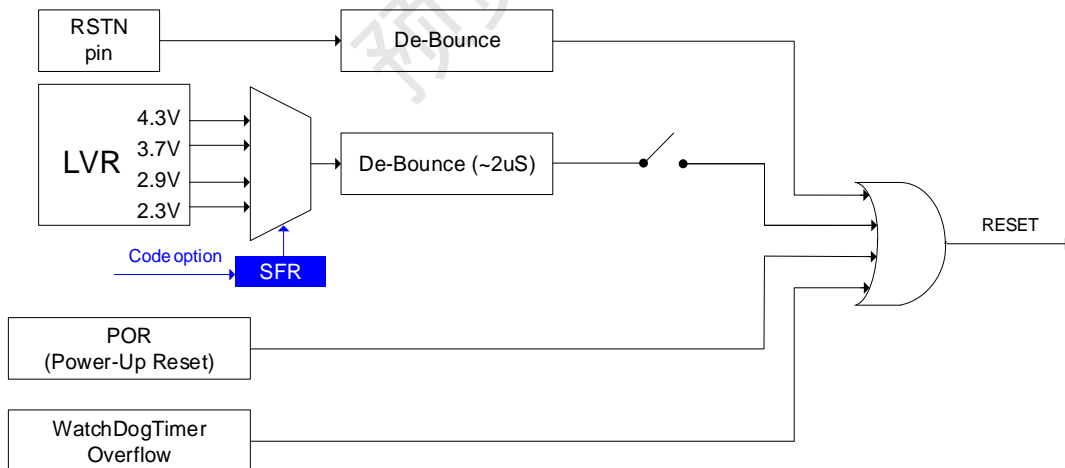 RSTN
pin
De-Bounce
LVR
4.3V
3.7V
2.9V
2.3V
De-Bounce (~2uS)
Code option
SFR
RESET
POR
(Power-Up Reset)
WatchDogTimer
Overflow
预